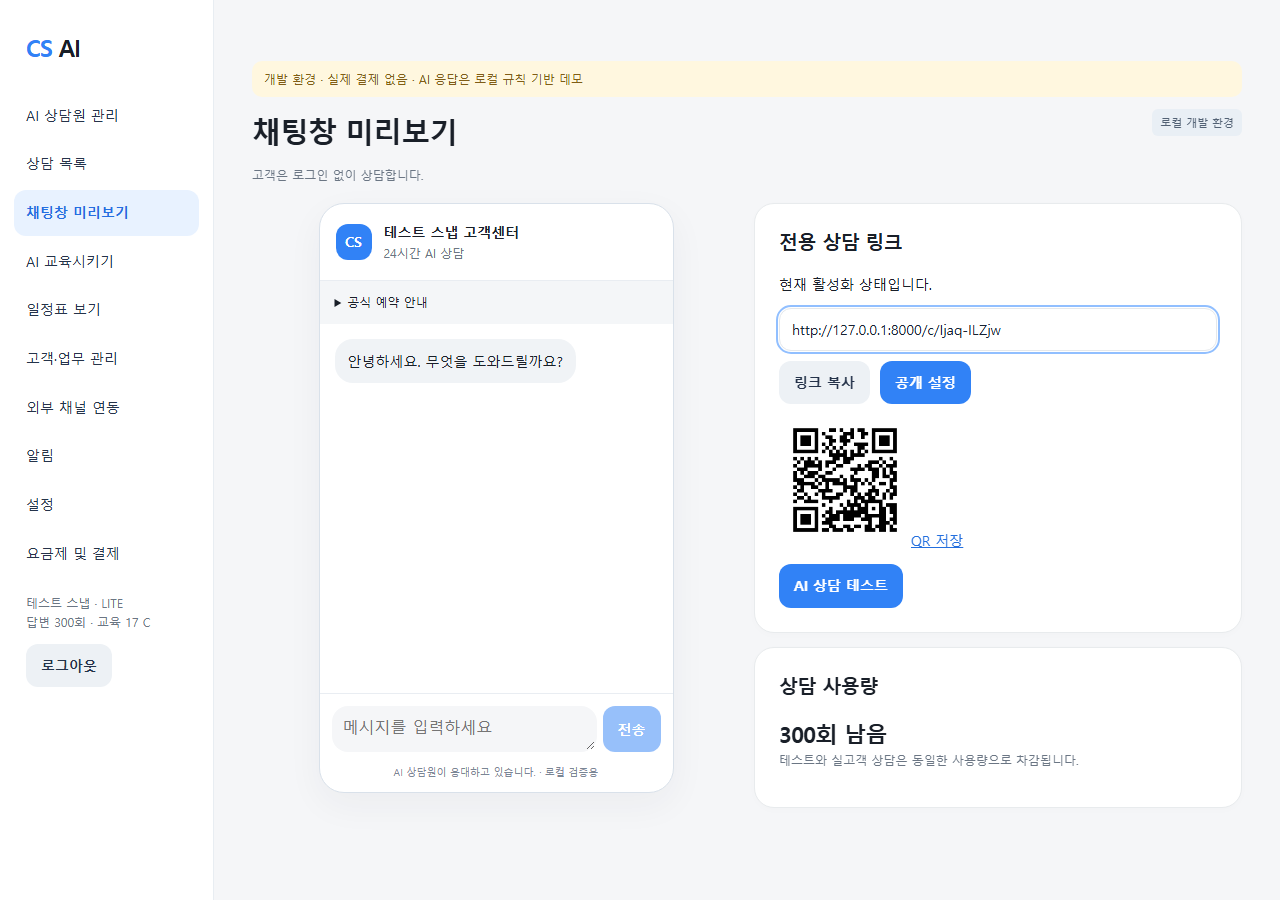 CS AI
AI 상담원 관리
상담 목록
채팅창 미리보기
AI 교육시키기
일정표 보기
고객·업무 관리
외부 채널 연동
알림
설정
요금제 및 결제
테스트 스냅 · LITE
답변 300회 · 교육 17 C
로그아웃
개발 환경 · 실제 결제 없음 · AI 응답은 로컬 규칙 기반 데모
채팅창 미리보기
로컬 개발 환경
고객은 로그인 없이 상담합니다.
CS
테스트 스냅 고객센터
24시간 AI 상담
▶ 공식 예약 안내
안녕하세요. 무엇을 도와드릴까요?
메시지를 입력하세요
전송
AI 상담원이 응대하고 있습니다. · 로컬 검증용
전용 상담 링크
현재 활성화 상태입니다.
http://127.0.0.1:8000/c/Ijaq-ILZjw
링크 복사
공개 설정
QR 저장
AI 상담 테스트
상담 사용량
300회 남음
테스트와 실고객 상담은 동일한 사용량으로 차감됩니다.